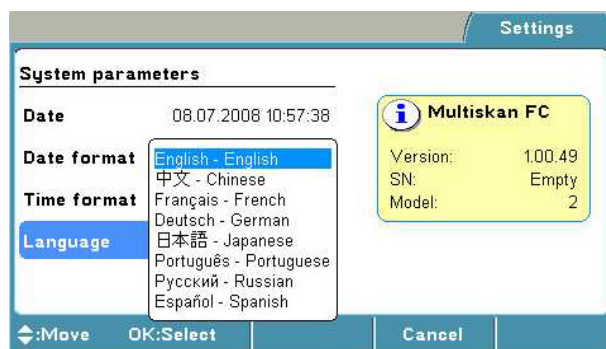 Settings
System parameters
Date 08.07.2008 10:57:38
Date format
Time format
Language
English - English
中文 - Chinese
Français - French
Deutsch - German
日本語 - Japanese
Português - Portuguese
Русский - Russian
Español - Spanish
Multiskan FC
Version: 1.00.49
SN: Empty
Model: 2
:Move OK:Select Cancel